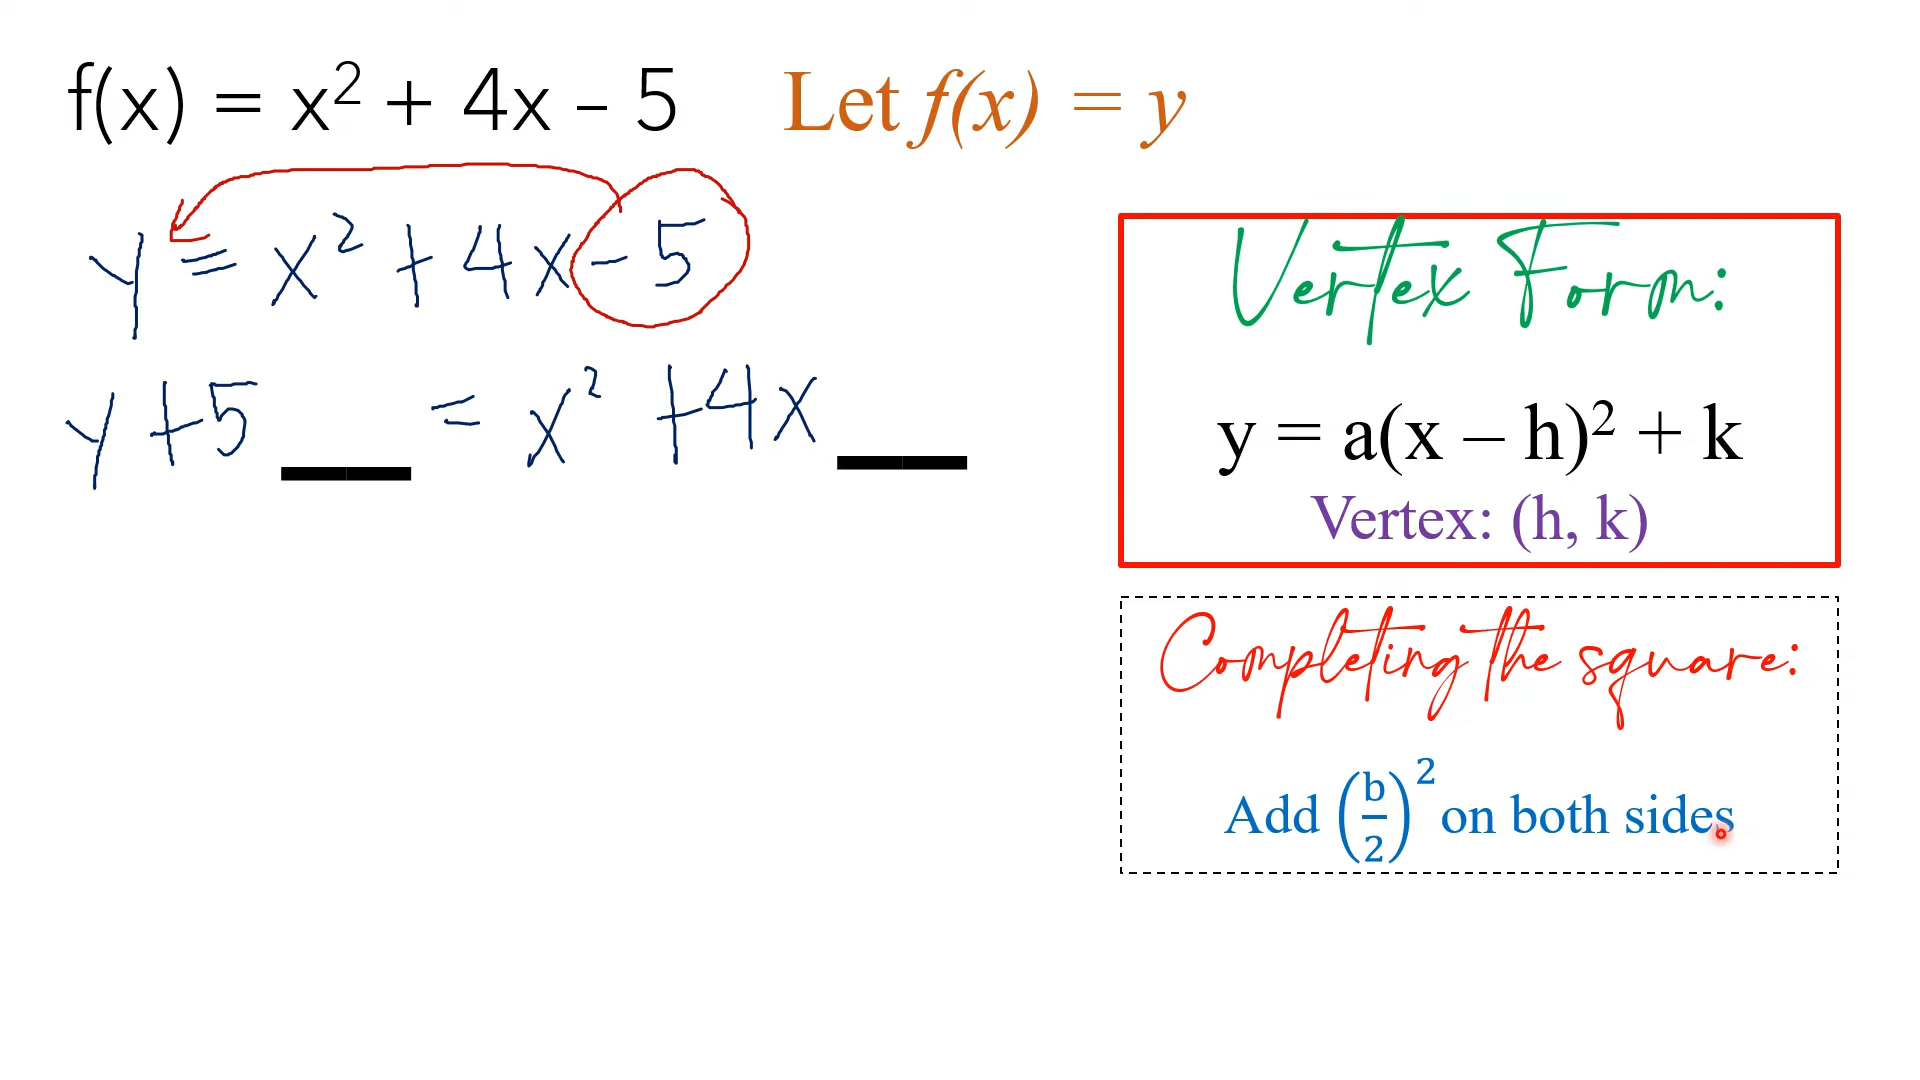 f(x) = x² + 4x - 5 Let f(x) = y
y = x² + 4x - 5
y + 5 ___ = x² + 4x ___
Vertex Form:
y = a(x – h)² + k
Vertex: (h, k)
Completing the square:
Add (b/2)² on both sides